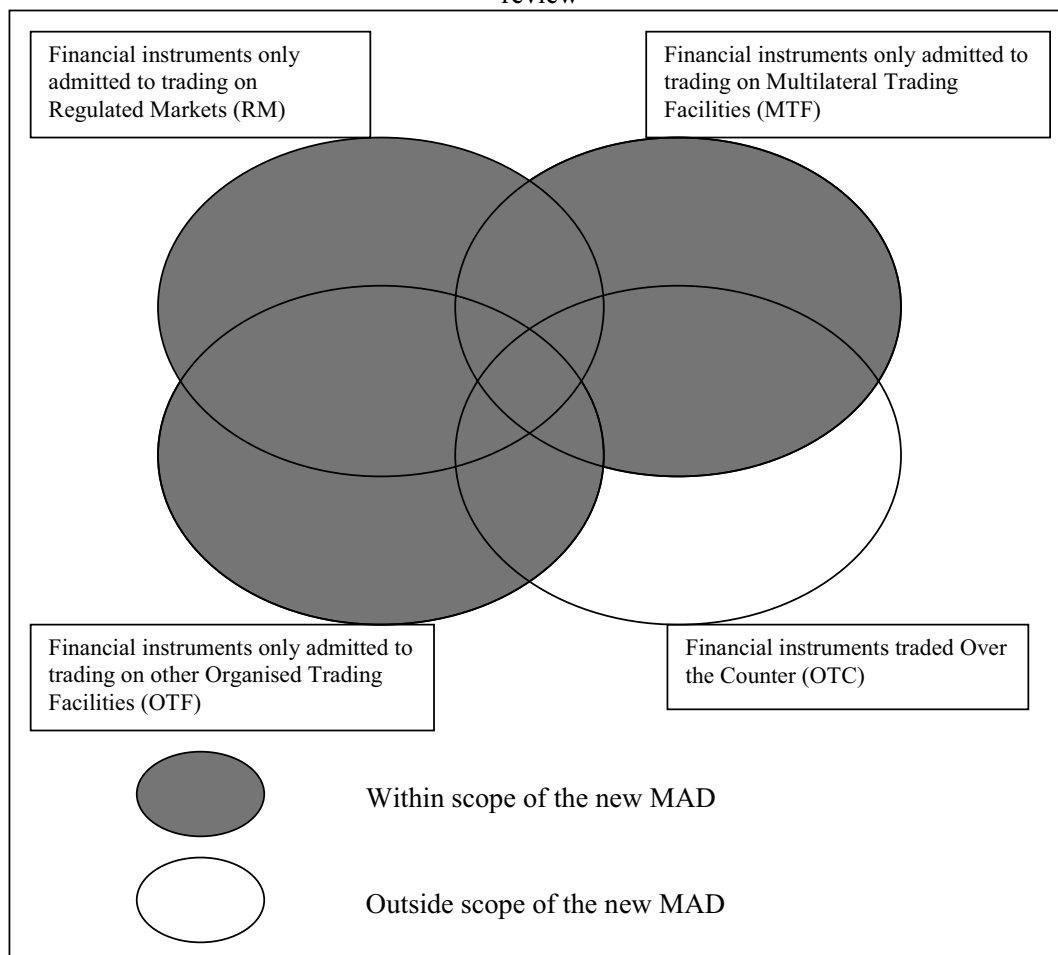 review
Financial instruments only
admitted to trading on
Regulated Markets (RM)
Financial instruments only admitted to
trading on Multilateral Trading
Facilities (MTF)
Financial instruments only admitted to
trading on other Organised Trading
Facilities (OTF)
Financial instruments traded Over
the Counter (OTC)
Within scope of the new MAD
Outside scope of the new MAD